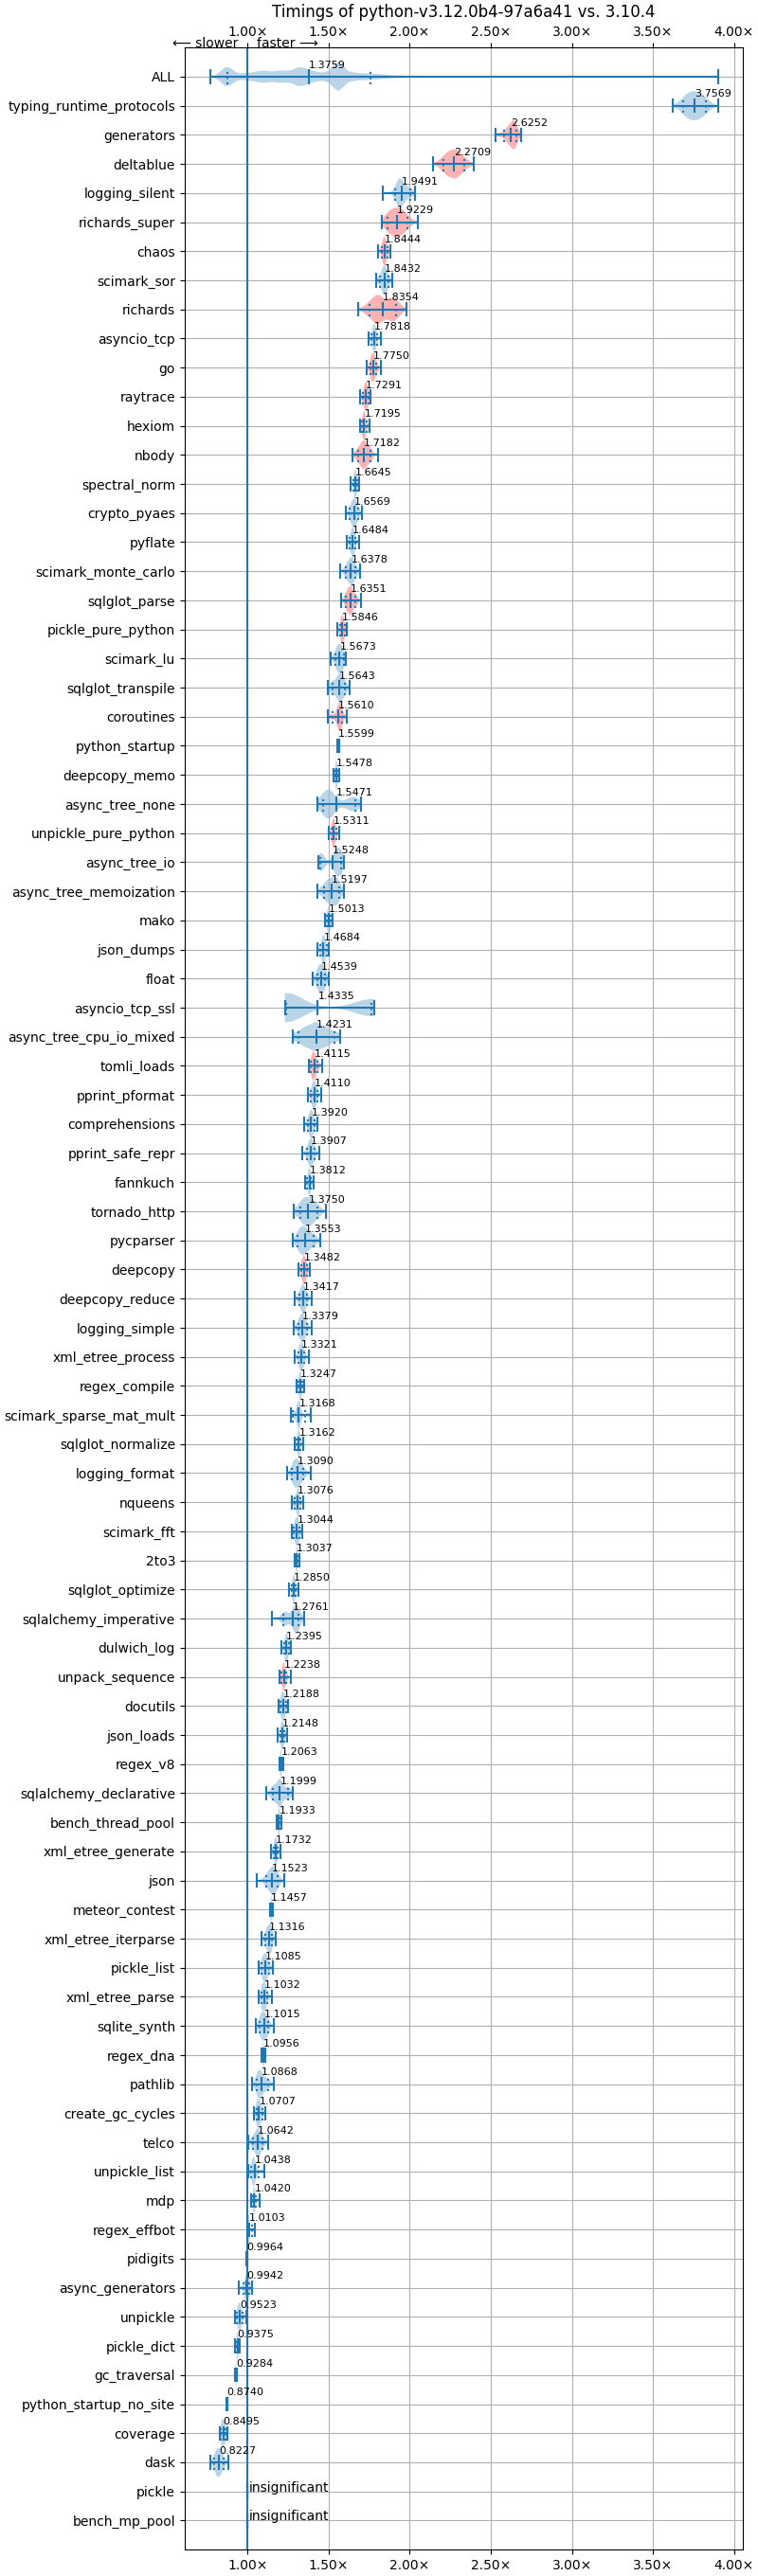 Timings of python-v3.12.0b4-97a6a41 vs. 3.10.4
1.00× 1.50× 2.00× 2.50× 3.00× 3.50× 4.00×
⟵ slower faster ⟶
ALL 1.3759
typing_runtime_protocols 3.7569
generators 2.6252
deltablue 2.2709
logging_silent 1.9491
richards_super 1.9229
chaos 1.8444
scimark_sor 1.8432
richards 1.8354
asyncio_tcp 1.7818
go 1.7750
raytrace 1.7291
hexiom 1.7195
nbody 1.7182
spectral_norm 1.6645
crypto_pyaes 1.6569
pyflate 1.6484
scimark_monte_carlo 1.6378
sqlglot_parse 1.6351
pickle_pure_python 1.5846
scimark_lu 1.5673
sqlglot_transpile 1.5643
coroutines 1.5610
python_startup 1.5599
deepcopy_memo 1.5478
async_tree_none 1.5471
unpickle_pure_python 1.5311
async_tree_io 1.5248
async_tree_memoization 1.5197
mako 1.5013
json_dumps 1.4684
float 1.4539
asyncio_tcp_ssl 1.4335
async_tree_cpu_io_mixed 1.4231
tomli_loads 1.4115
pprint_pformat 1.4110
comprehensions 1.3920
pprint_safe_repr 1.3907
fannkuch 1.3812
tornado_http 1.3750
pycparser 1.3553
deepcopy 1.3482
deepcopy_reduce 1.3417
logging_simple 1.3379
xml_etree_process 1.3321
regex_compile 1.3247
scimark_sparse_mat_mult 1.3168
sqlglot_normalize 1.3162
logging_format 1.3090
nqueens 1.3076
scimark_fft 1.3044
2to3 1.3037
sqlglot_optimize 1.2850
sqlalchemy_imperative 1.2761
dulwich_log 1.2395
unpack_sequence 1.2238
docutils 1.2188
json_loads 1.2148
regex_v8 1.2063
sqlalchemy_declarative 1.1999
bench_thread_pool 1.1933
xml_etree_generate 1.1732
json 1.1523
meteor_contest 1.1457
xml_etree_iterparse 1.1316
pickle_list 1.1085
xml_etree_parse 1.1032
sqlite_synth 1.1015
regex_dna 1.0956
pathlib 1.0868
create_gc_cycles 1.0707
telco 1.0642
unpickle_list 1.0438
mdp 1.0420
regex_effbot 1.0103
pidigits 0.9964
async_generators 0.9942
unpickle 0.9523
pickle_dict 0.9375
gc_traversal 0.9284
python_startup_no_site 0.8740
coverage 0.8495
dask 0.8227
pickle insignificant
bench_mp_pool insignificant
1.00× 1.50× 2.00× 2.50× 3.00× 3.50× 4.00×